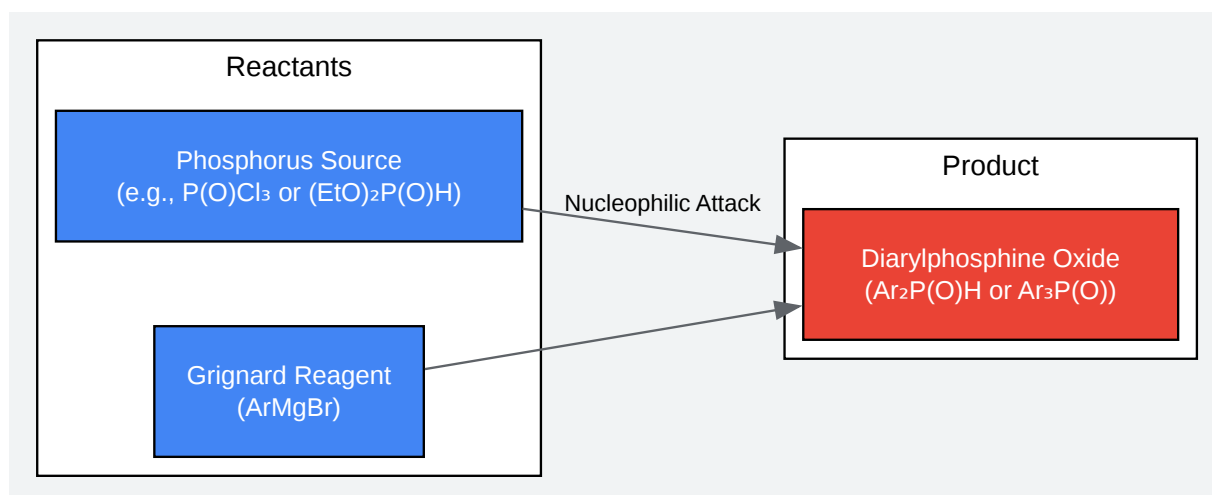 Reactants
Phosphorus Source
(e.g., P(O)Cl₃ or (EtO)₂P(O)H)
Nucleophilic Attack
Grignard Reagent
(ArMgBr)
Product
Diarylphosphine Oxide
(Ar₂P(O)H or Ar₃P(O))